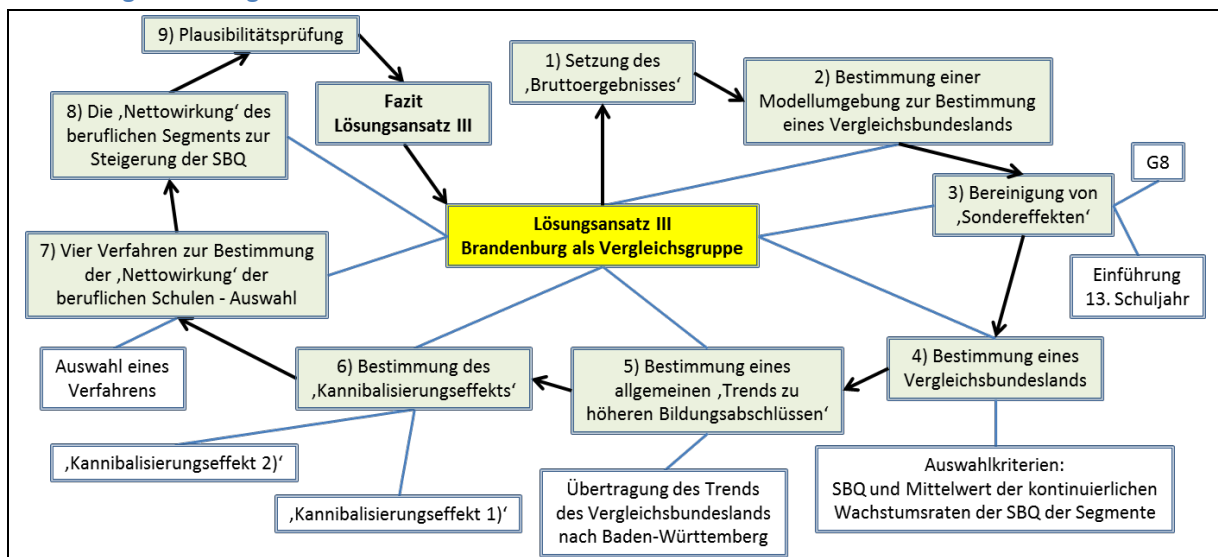 9) Plausibilitätsprüfung
1) Setzung des
‚Bruttoergebnisses‘
2) Bestimmung einer
Modellumgebung zur Bestimmung
eines Vergleichsbundeslands
8) Die ‚Nettowirkung‘ des
beruflichen Segments zur
Steigerung der SBQ
Fazit
Lösungsansatz III
G8
3) Bereinigung von
‚Sondereffekten‘
Lösungsansatz III
Brandenburg als Vergleichsgruppe
7) Vier Verfahren zur Bestimmung
der ‚Nettowirkung‘ der
beruflichen Schulen - Auswahl
Einführung
13. Schuljahr
Auswahl eines
Verfahrens
6) Bestimmung des
‚Kannibalisierungseffekts‘
5) Bestimmung eines
allgemeinen ‚Trends zu
höheren Bildungsabschlüssen‘
4) Bestimmung eines
Vergleichsbundeslands
‚Kannibalisierungseffekt 2)‘
‚Kannibalisierungseffekt 1)‘
Übertragung des Trends
des Vergleichsbundeslands
nach Baden-Württemberg
Auswahlkriterien:
SBQ und Mittelwert der kontinuierlichen
Wachstumsraten der SBQ der Segmente